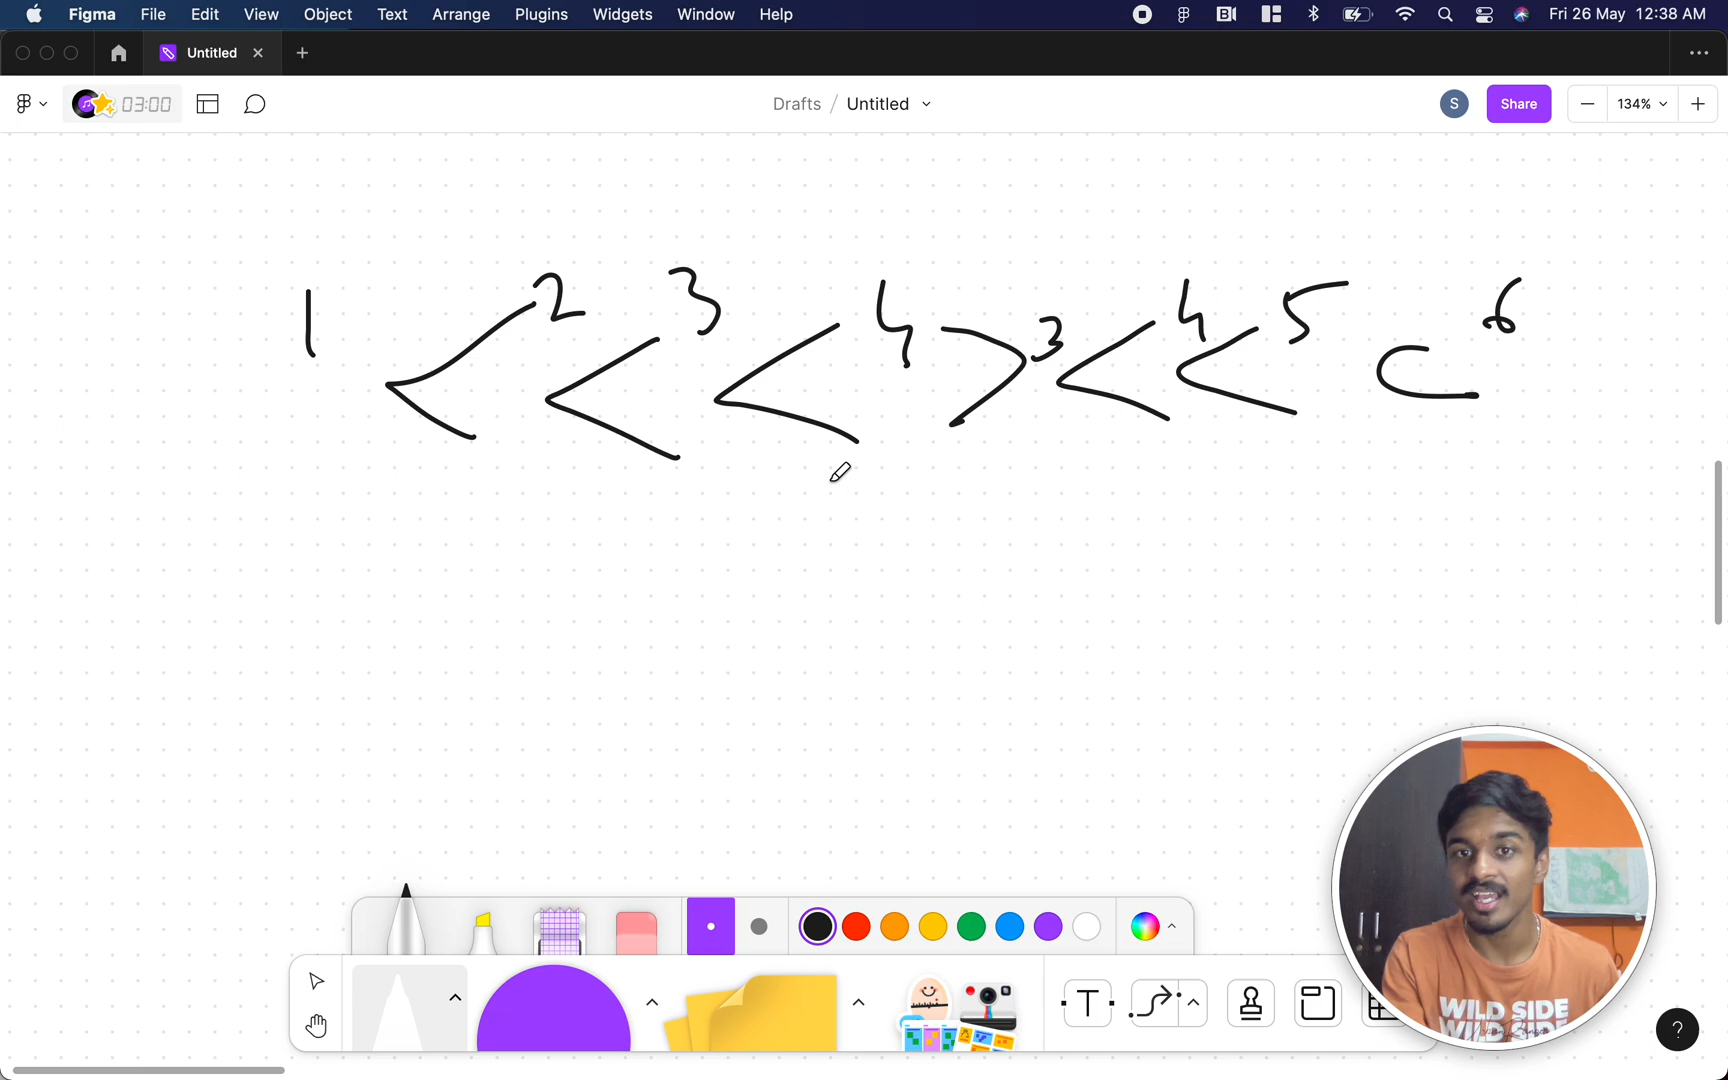 Figma File Edit View Object Text Arrange Plugins Widgets Window Help Fri 26 May 12:38 AM
Untitled
03:00 Drafts / Untitled S Share 134%
1 < 2 < 3 < 4 > 3 < 4 < 5 < 6
T
WILD SIDE
?